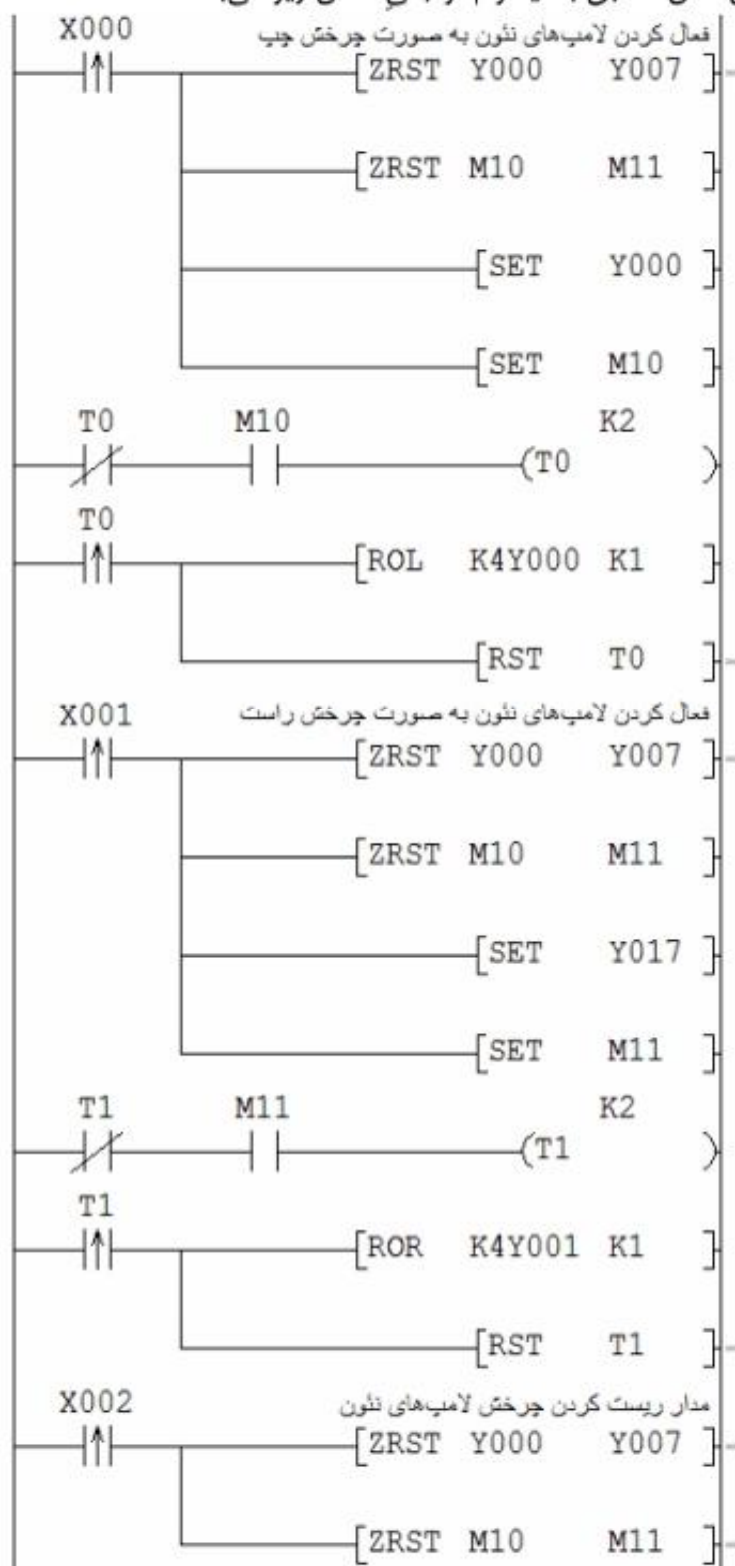 X000
فعال کردن لامپ‌های نئون به صورت چرخش چپ
[ZRST Y000 Y007]
[ZRST M10 M11]
[SET Y000]
[SET M10]
T0 M10 K2
(T0 )
T0
[ROL K4Y000 K1]
[RST T0]
X001
فعال کردن لامپ‌های نئون به صورت چرخش راست
[ZRST Y000 Y007]
[ZRST M10 M11]
[SET Y017]
[SET M11]
T1 M11 K2
(T1 )
T1
[ROR K4Y001 K1]
[RST T1]
X002
مدار ریست کردن چرخش لامپ‌های نئون
[ZRST Y000 Y007]
[ZRST M10 M11]